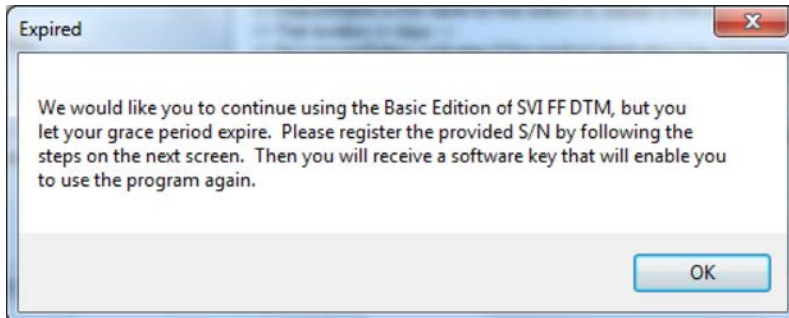 Expired
We would like you to continue using the Basic Edition of SVI FF DTM, but you
let your grace period expire. Please register the provided S/N by following the
steps on the next screen. Then you will receive a software key that will enable you
to use the program again.
OK